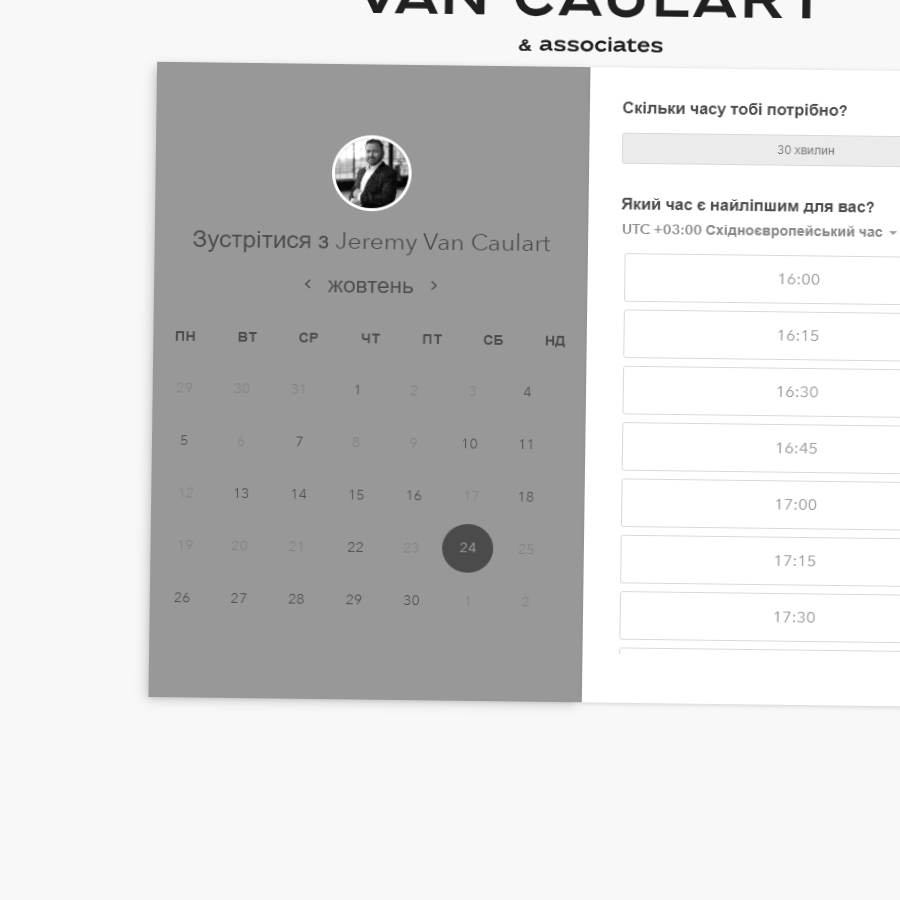 VAN CAULART
& associates
Зустрітися з Jeremy Van Caulart
жовтень
ПН ВТ СР ЧТ ПТ СБ НД
29 30 31 1 2 3 4
5 6 7 8 9 10 11
12 13 14 15 16 17 18
19 20 21 22 23 24 25
26 27 28 29 30 1 2
Скільки часу тобі потрібно?
30 хвилин
Який час є найліпшим для вас?
UTC +03:00 Східноєвропейський час
16:00
16:15
16:30
16:45
17:00
17:15
17:30